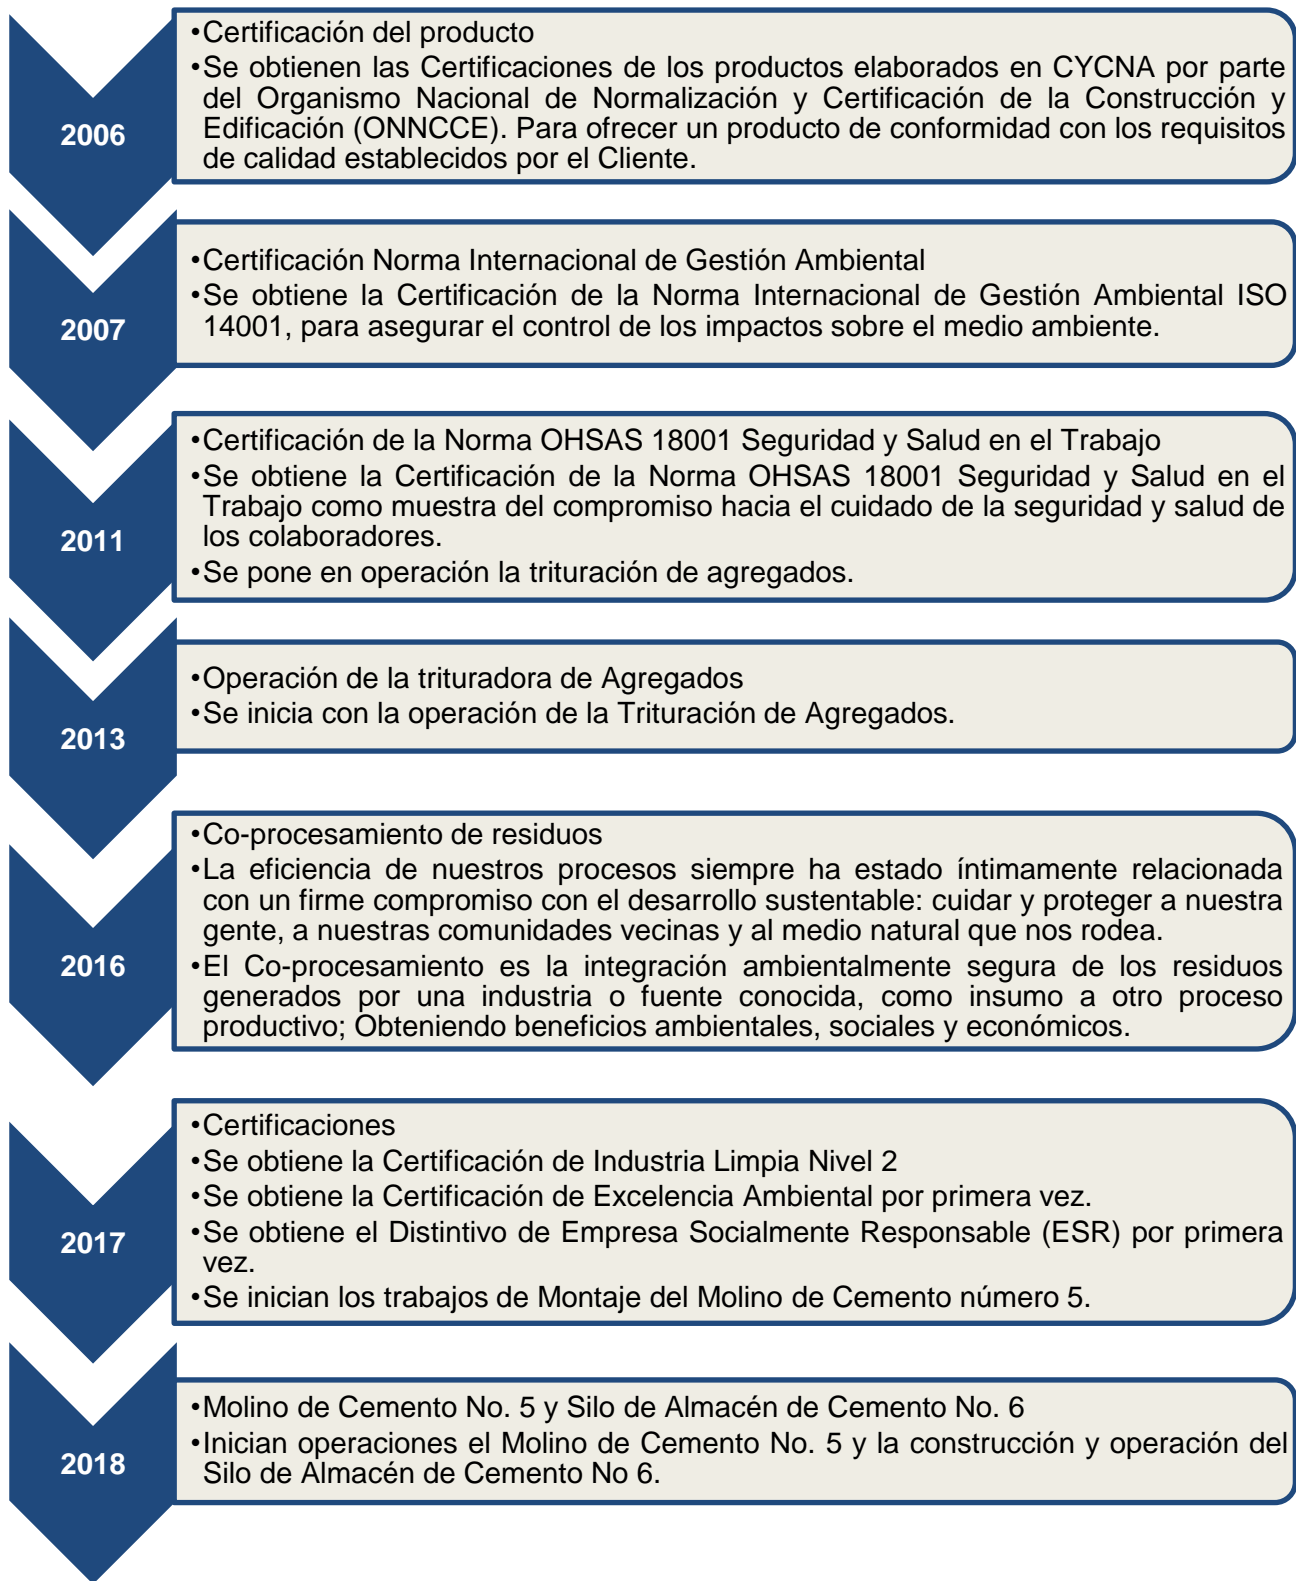 2006
•Certificación del producto
•Se obtienen las Certificaciones de los productos elaborados en CYCNA por parte
del Organismo Nacional de Normalización y Certificación de la Construcción y
Edificación (ONNCCE). Para ofrecer un producto de conformidad con los requisitos
de calidad establecidos por el Cliente.
2007
•Certificación Norma Internacional de Gestión Ambiental
•Se obtiene la Certificación de la Norma Internacional de Gestión Ambiental ISO
14001, para asegurar el control de los impactos sobre el medio ambiente.
2011
•Certificación de la Norma OHSAS 18001 Seguridad y Salud en el Trabajo
•Se obtiene la Certificación de la Norma OHSAS 18001 Seguridad y Salud en el
Trabajo como muestra del compromiso hacia el cuidado de la seguridad y salud de
los colaboradores.
•Se pone en operación la trituración de agregados.
2013
•Operación de la trituradora de Agregados
•Se inicia con la operación de la Trituración de Agregados.
2016
•Co-procesamiento de residuos
•La eficiencia de nuestros procesos siempre ha estado íntimamente relacionada
con un firme compromiso con el desarrollo sustentable: cuidar y proteger a nuestra
gente, a nuestras comunidades vecinas y al medio natural que nos rodea.
•El Co-procesamiento es la integración ambientalmente segura de los residuos
generados por una industria o fuente conocida, como insumo a otro proceso
productivo; Obteniendo beneficios ambientales, sociales y económicos.
2017
•Certificaciones
•Se obtiene la Certificación de Industria Limpia Nivel 2
•Se obtiene la Certificación de Excelencia Ambiental por primera vez.
•Se obtiene el Distintivo de Empresa Socialmente Responsable (ESR) por primera
vez.
•Se inician los trabajos de Montaje del Molino de Cemento número 5.
2018
•Molino de Cemento No. 5 y Silo de Almacén de Cemento No. 6
•Inician operaciones el Molino de Cemento No. 5 y la construcción y operación del
Silo de Almacén de Cemento No 6.